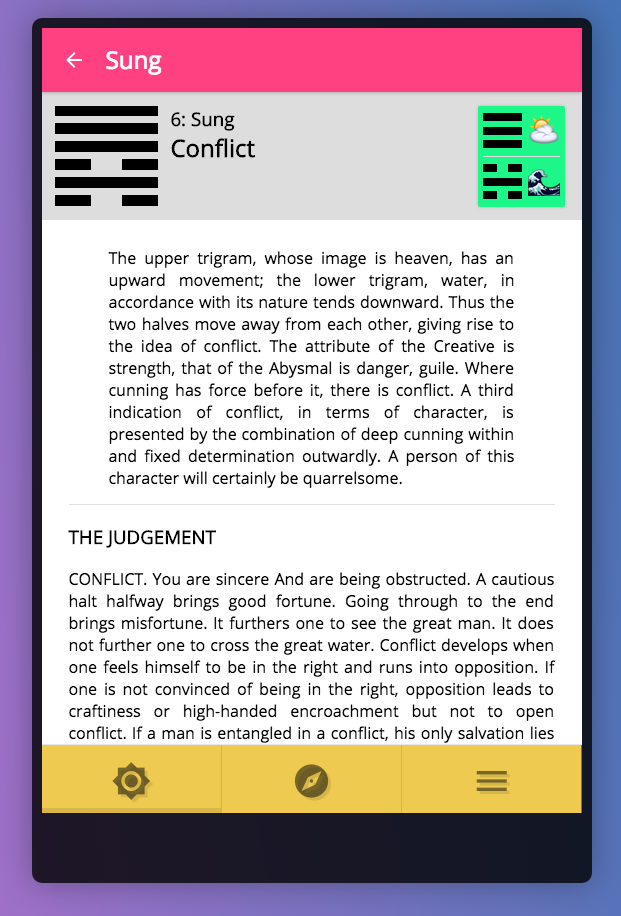 Sung
6: Sung
Conflict
The upper trigram, whose image is heaven, has an
upward movement; the lower trigram, water, in
accordance with its nature tends downward. Thus the
two halves move away from each other, giving rise to
the idea of conflict. The attribute of the Creative is
strength, that of the Abysmal is danger, guile. Where
cunning has force before it, there is conflict. A third
indication of conflict, in terms of character, is
presented by the combination of deep cunning within
and fixed determination outwardly. A person of this
character will certainly be quarrelsome.
THE JUDGEMENT
CONFLICT. You are sincere And are being obstructed. A cautious
halt halfway brings good fortune. Going through to the end
brings misfortune. It furthers one to see the great man. It does
not further one to cross the great water. Conflict develops when
one feels himself to be in the right and runs into opposition. If
one is not convinced of being in the right, opposition leads to
craftiness or high-handed encroachment but not to open
conflict. If a man is entangled in a conflict, his only salvation lies